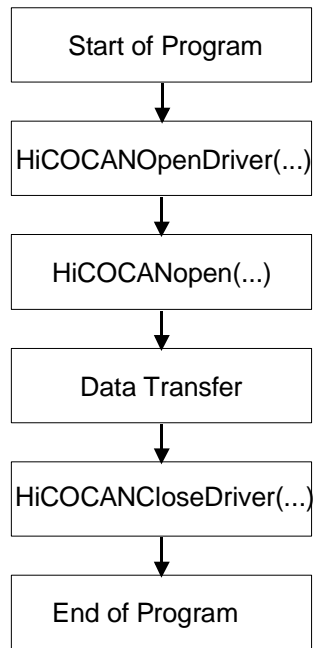 Start of Program
HiCOCANOpenDriver(...)
HiCOCANopen(...)
Data Transfer
HiCOCANCloseDriver(...)
End of Program